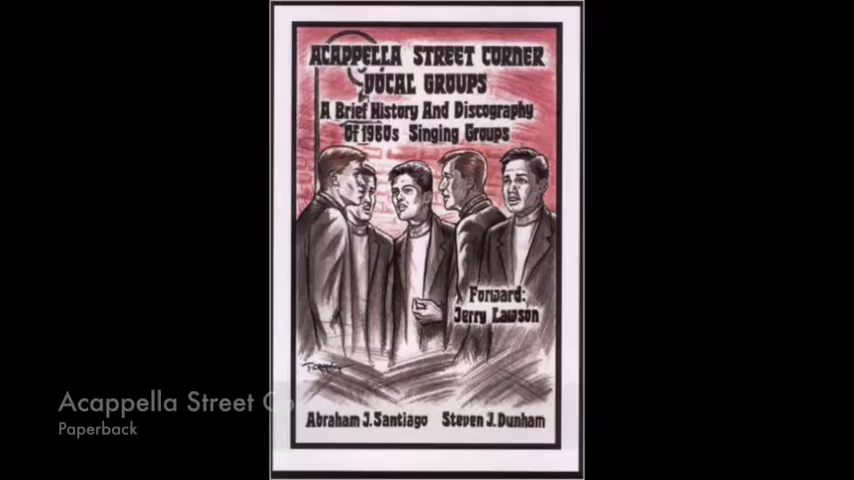 ACAPPELLA STREET CORNER
VOCAL GROUPS
A Brief History And Discography
Of 1960s Singing Groups
Forward:
Jerry Lawson
Acappella Street Co
Paperback
Abraham J. Santiago Steven J. Dunham